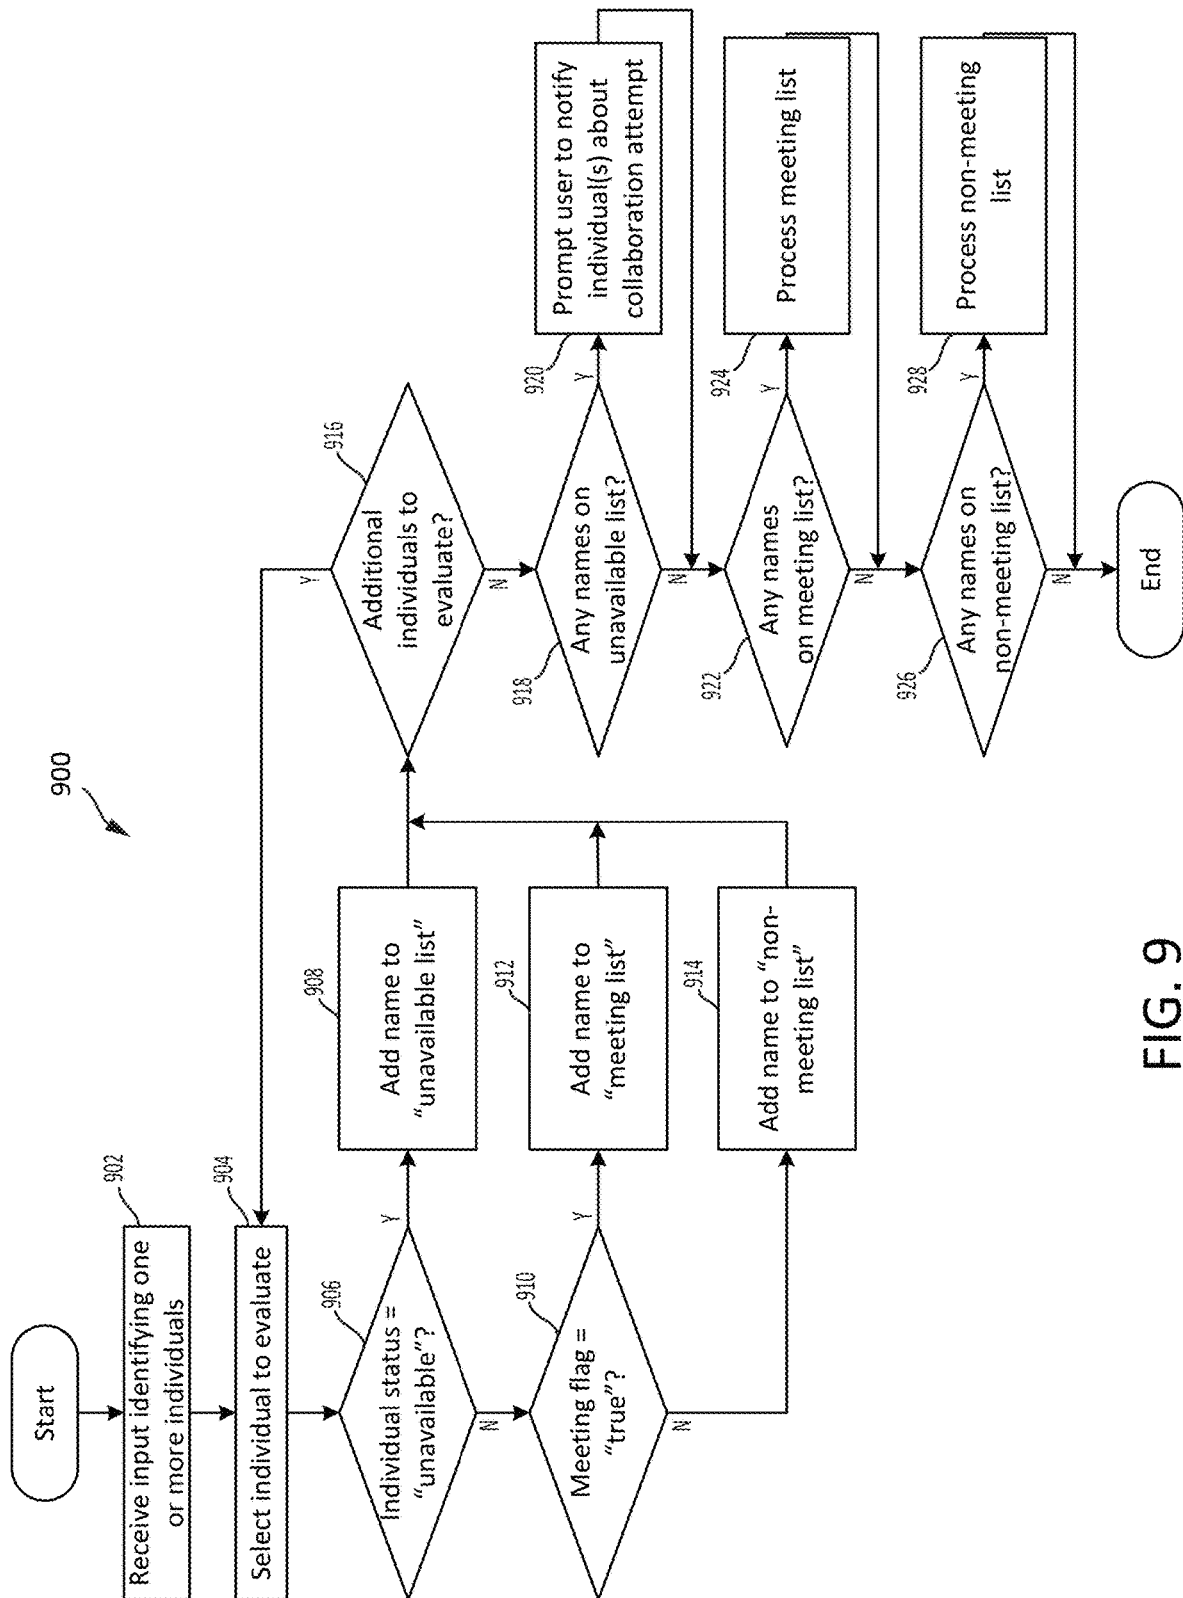 900
Start
902
Receive input identifying one
or more individuals
904
Select individual to evaluate
906
Individual status =
“unavailable”?
Y
N
908
Add name to
“unavailable list”
910
Meeting flag =
“true”?
Y
N
912
Add name to
“meeting list”
914
Add name to “non-
meeting list”
916
Additional
individuals to
evaluate?
Y
N
918
Any names on
unavailable list?
Y
N
920
Prompt user to notify
individual(s) about
collaboration attempt
922
Any names
on meeting list?
Y
N
924
Process meeting list
926
Any names on
non-meeting list?
Y
N
928
Process non-meeting
list
End
FIG. 9